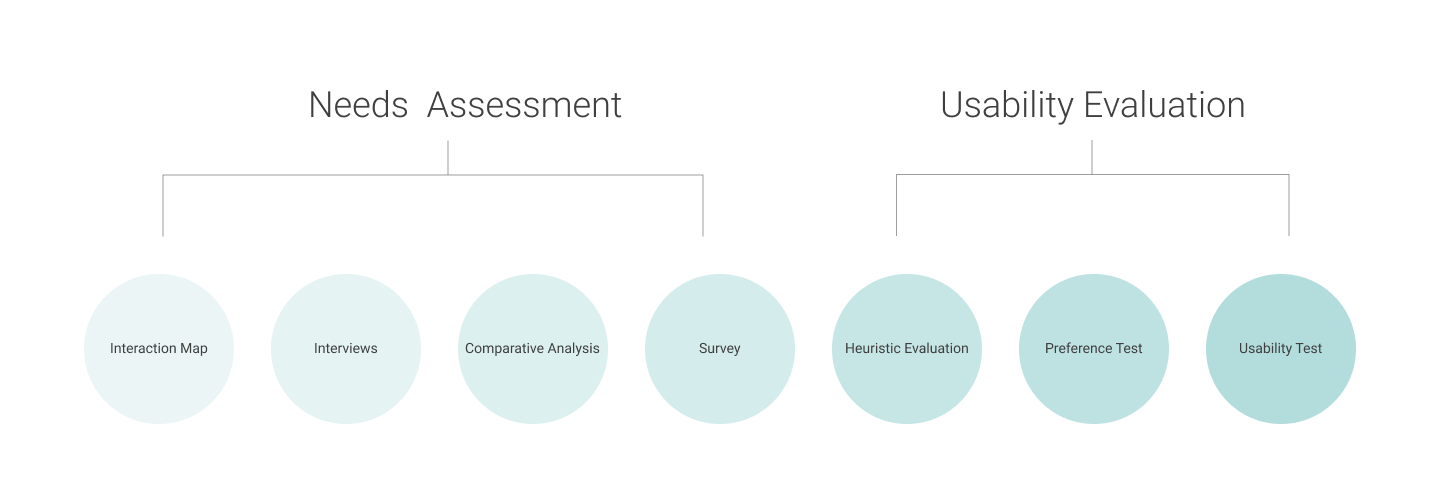 Needs  Assessment
Usability Evaluation
Interaction Map
Interviews
Comparative Analysis
Survey
Heuristic Evaluation
Preference Test
Usability Test